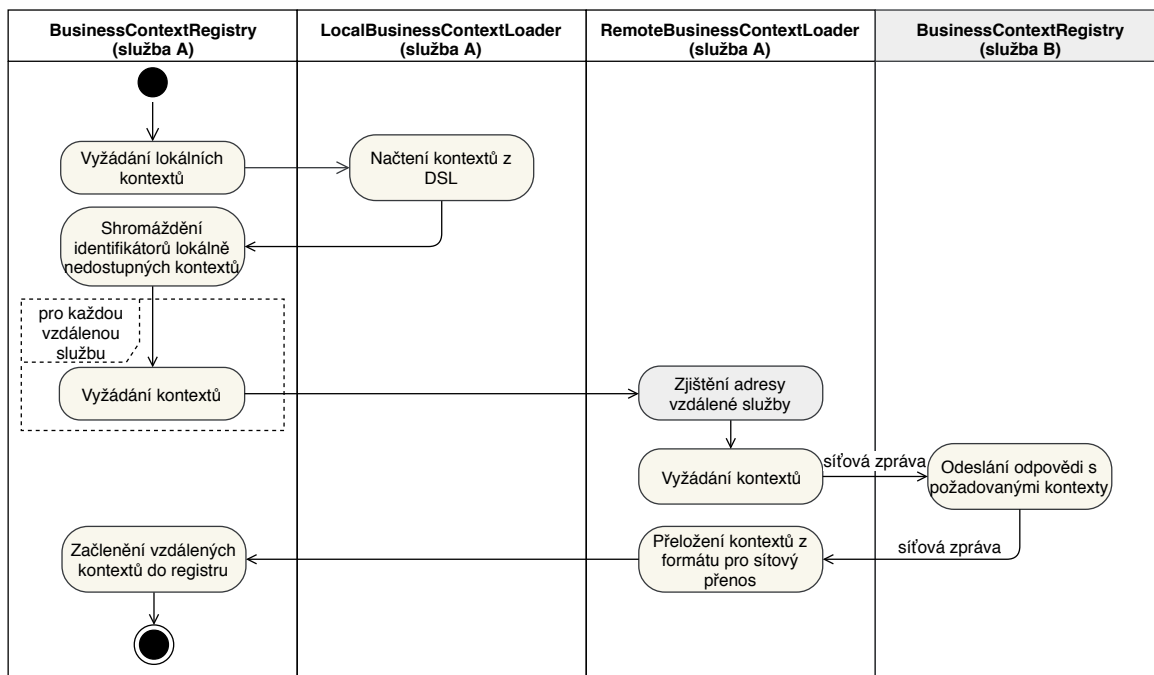 BusinessContextRegistry
(služba A)
LocalBusinessContextLoader
(služba A)
RemoteBusinessContextLoader
(služba A)
BusinessContextRegistry
(služba B)
Vyžádání lokálních
kontextů
Načtení kontextů z
DSL
Shromáždění
identifikátorů lokálně
nedostupných kontextů
pro každou
vzdálenou
službu
Vyžádání kontextů
Zjištění adresy
vzdálené služby
Vyžádání kontextů
síťová zpráva
Odeslání odpovědi s
požadovanými kontexty
síťová zpráva
Přeložení kontextů z
formátu pro síťový
přenos
Začlenění vzdálených
kontextů do registru